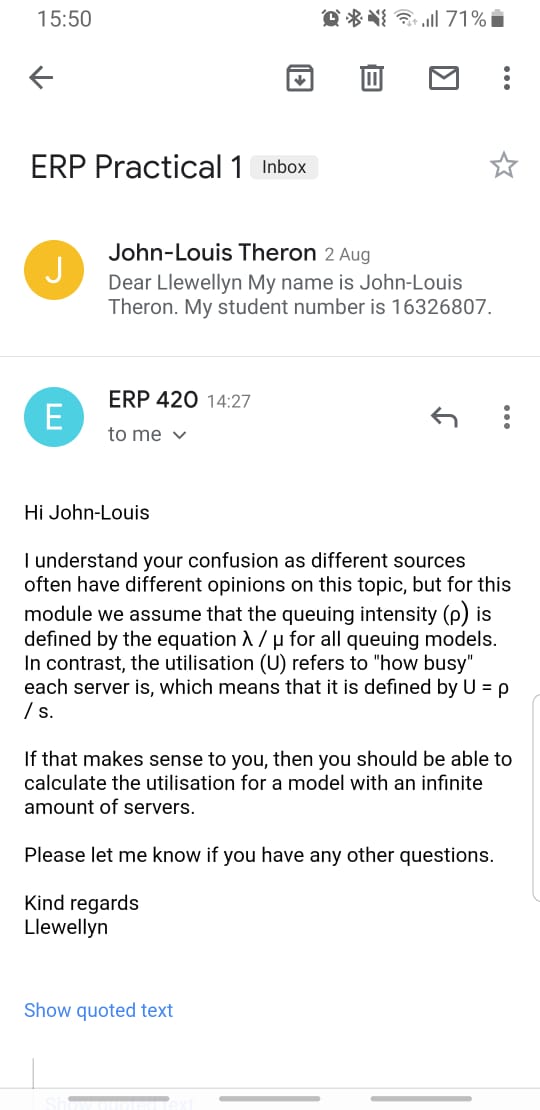 15:50
71%
ERP Practical 1 Inbox
J
John-Louis Theron 2 Aug
Dear Llewellyn My name is John-Louis
Theron. My student number is 16326807.
E
ERP 420 14:27
to me
Hi John-Louis
I understand your confusion as different sources
often have different opinions on this topic, but for this
module we assume that the queuing intensity (ρ) is
defined by the equation λ / μ for all queuing models.
In contrast, the utilisation (U) refers to "how busy"
each server is, which means that it is defined by U = ρ
/ s.
If that makes sense to you, then you should be able to
calculate the utilisation for a model with an infinite
amount of servers.
Please let me know if you have any other questions.
Kind regards
Llewellyn
Show quoted text
Show quoted text